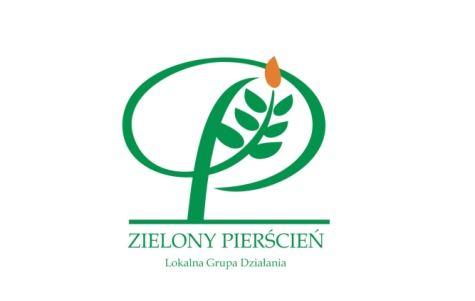 ZIELONY PIERŚCIEŃ
Lokalna Grupa Działania